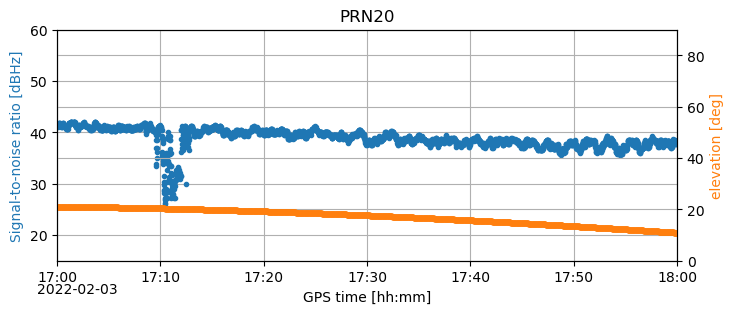 PRN20
Signal-to-noise ratio [dBHz]
60
50
40
30
20
80
60
40
20
0
elevation [deg]
17:00 17:10 17:20 17:30 17:40 17:50 18:00
2022-02-03
GPS time [hh:mm]